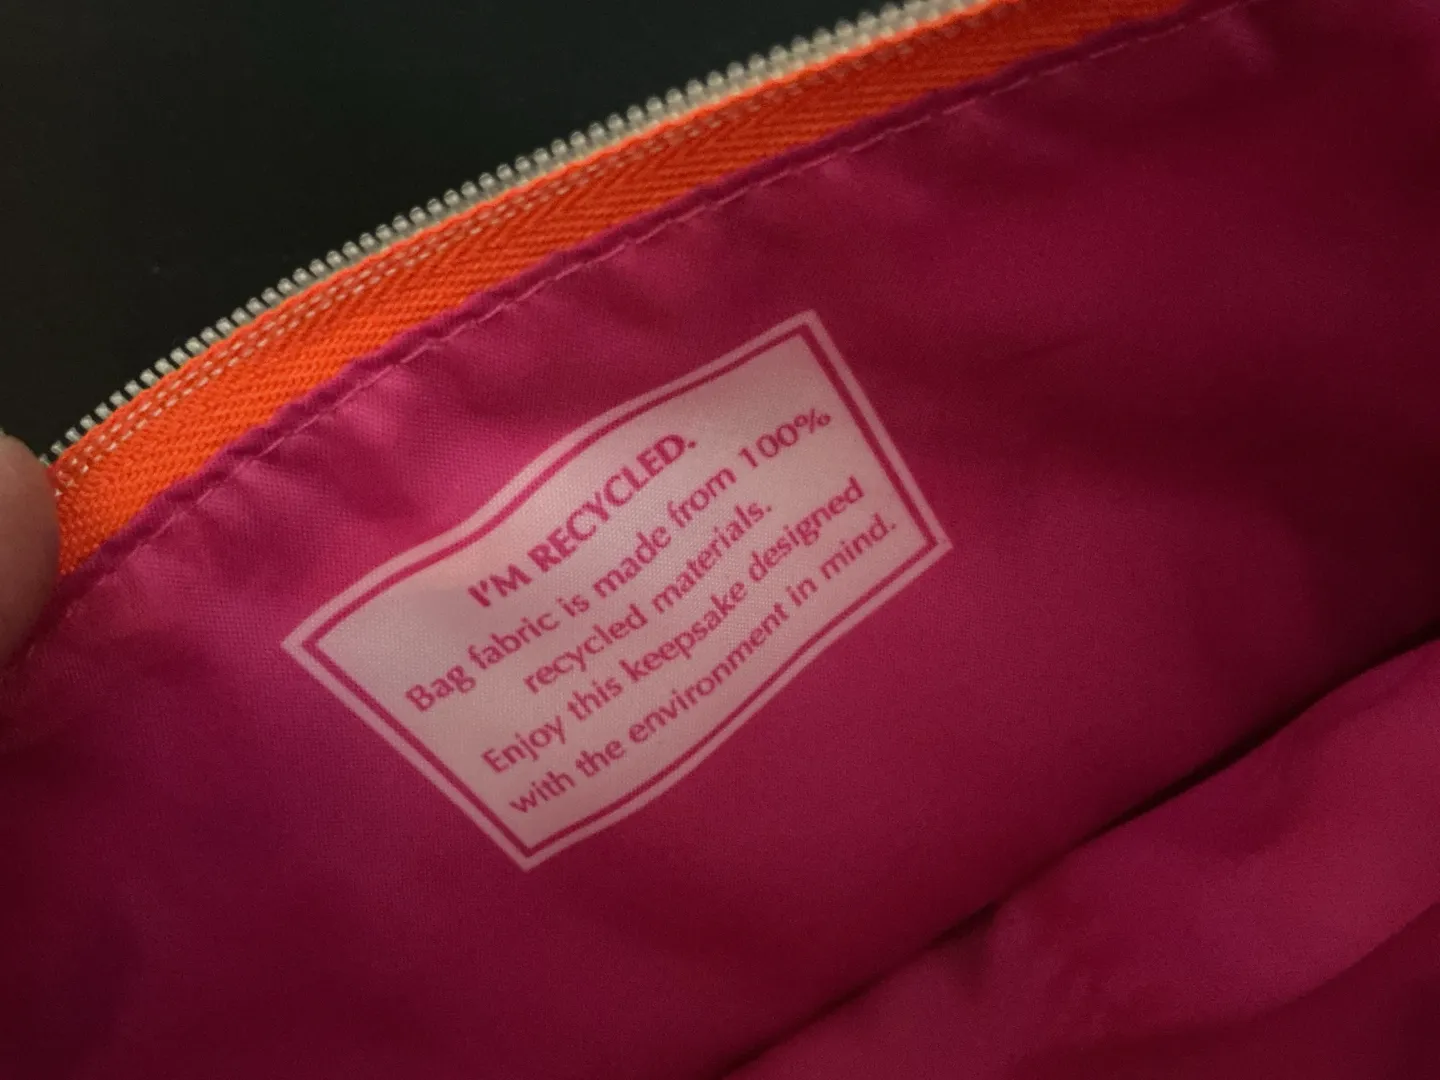 I'M RECYCLED.
Bag fabric is made from 100%
recycled materials.
Enjoy this keepsake designed
with the environment in mind.